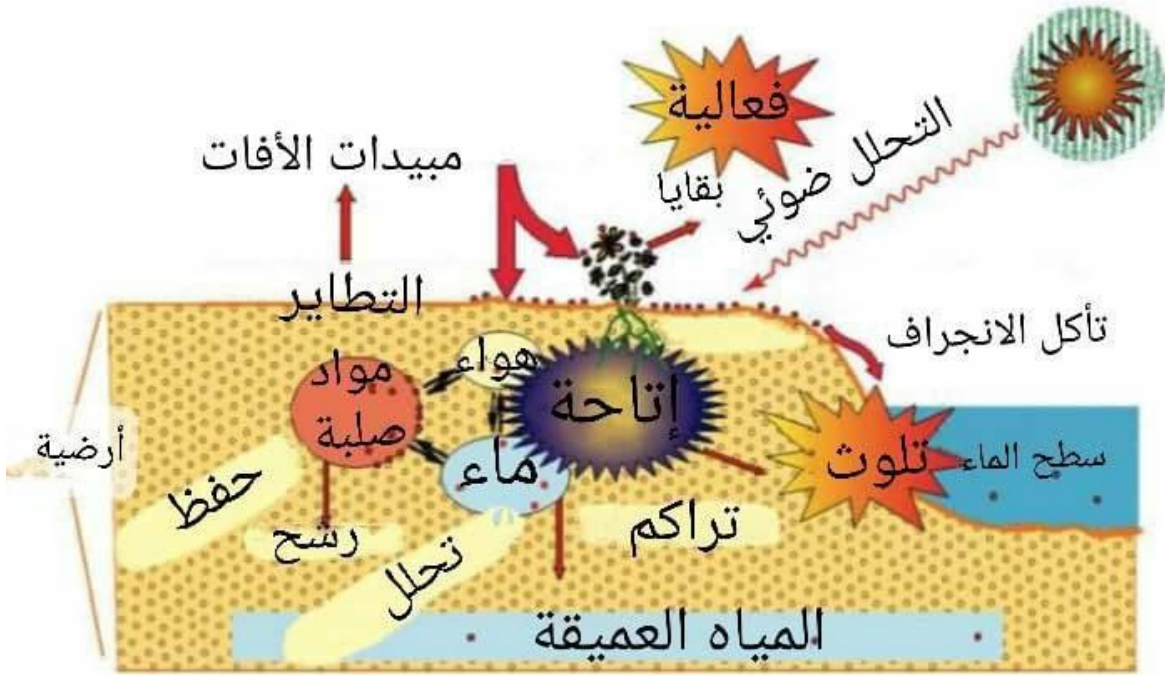 فعالية
التحلل ضوئي
مبيدات الأفات
بقايا
التطاير
تأكل الانجراف
هواء
مواد
صلبة
إتاحة
أرضية
ماء
تلوث
سطح الماء
حفظ
رشح
تراكم
تحلل
المياه العميقة